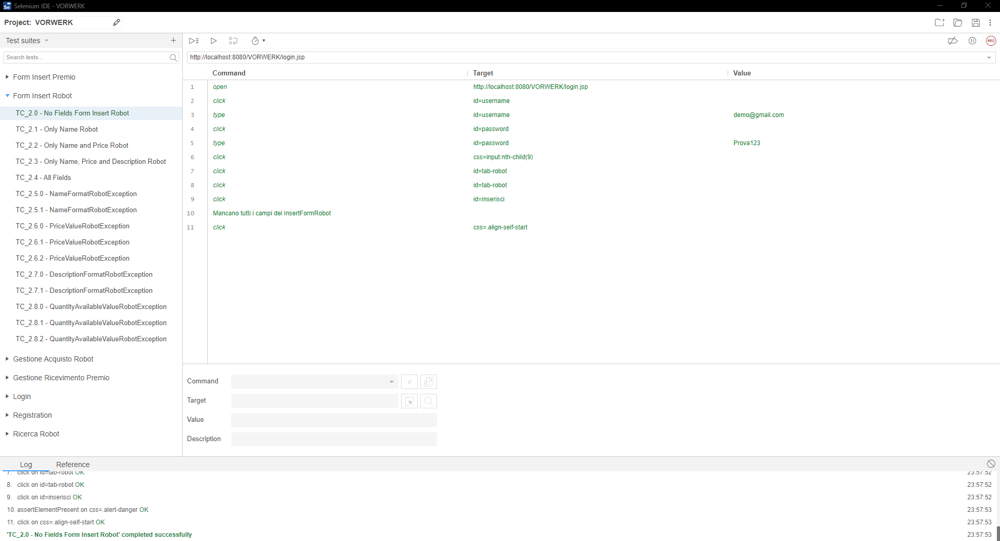 Selenium IDE - VORWERK
Project: VORWERK
Test suites
Search tests...
Form Insert Premio
Form Insert Robot
TC_2.0 - No Fields Form Insert Robot
TC_2.1 - Only Name Robot
TC_2.2 - Only Name and Price Robot
TC_2.3 - Only Name, Price and Description Robot
TC_2.4 - All Fields
TC_2.5.0 - NameFormatRobotException
TC_2.5.1 - NameFormatRobotException
TC_2.6.0 - PriceValueRobotException
TC_2.6.1 - PriceValueRobotException
TC_2.6.2 - PriceValueRobotException
TC_2.7.0 - DescriptionFormatRobotException
TC_2.7.1 - DescriptionFormatRobotException
TC_2.8.0 - QuantityAvailableValueRobotException
TC_2.8.1 - QuantityAvailableValueRobotException
TC_2.8.2 - QuantityAvailableValueRobotException
Gestione Acquisto Robot
Gestione Ricevimento Premio
Login
Registration
Ricerca Robot
REC
http://localhost:8080/VORWERK/login.jsp
Command Target Value
1 open http://localhost:8080/VORWERK/login.jsp
2 click id=username
3 type id=username demo@gmail.com
4 click id=password
5 type id=password Prova123
6 click css=input:nth-child(9)
7 click id=tab-robot
8 click id=tab-robot
9 click id=inserisci
10 Mancano tutti i campi del InsertFormRobot
11 click css=.align-self-start
Command //
Target
Value
Description
Log Reference
7. click on id=tab-robot OK 23:57:52
8. click on id=tab-robot OK 23:57:52
9. click on id=inserisci OK 23:57:52
10. assertElementPresent on css=.alert-danger OK 23:57:53
11. click on css=.align-self-start OK 23:57:53
'TC_2.0 - No Fields Form Insert Robot' completed successfully 23:57:53